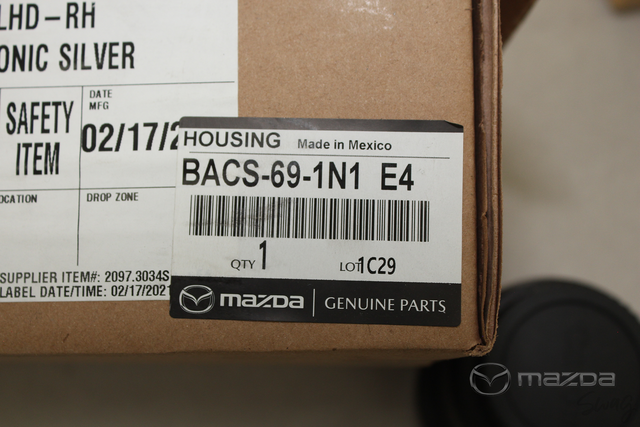 LHD-RH
ONIC SILVER
SAFETY
ITEM
DATE
MFG
02/17/2
OCATION
DROP ZONE
SUPPLIER ITEM#: 2097.3034S
LABEL DATE/TIME: 02/17/2021
HOUSING Made in Mexico
BACS-69-1N1 E4
QTY 1 LOT 1C29
mazda GENUINE PARTS
mazda